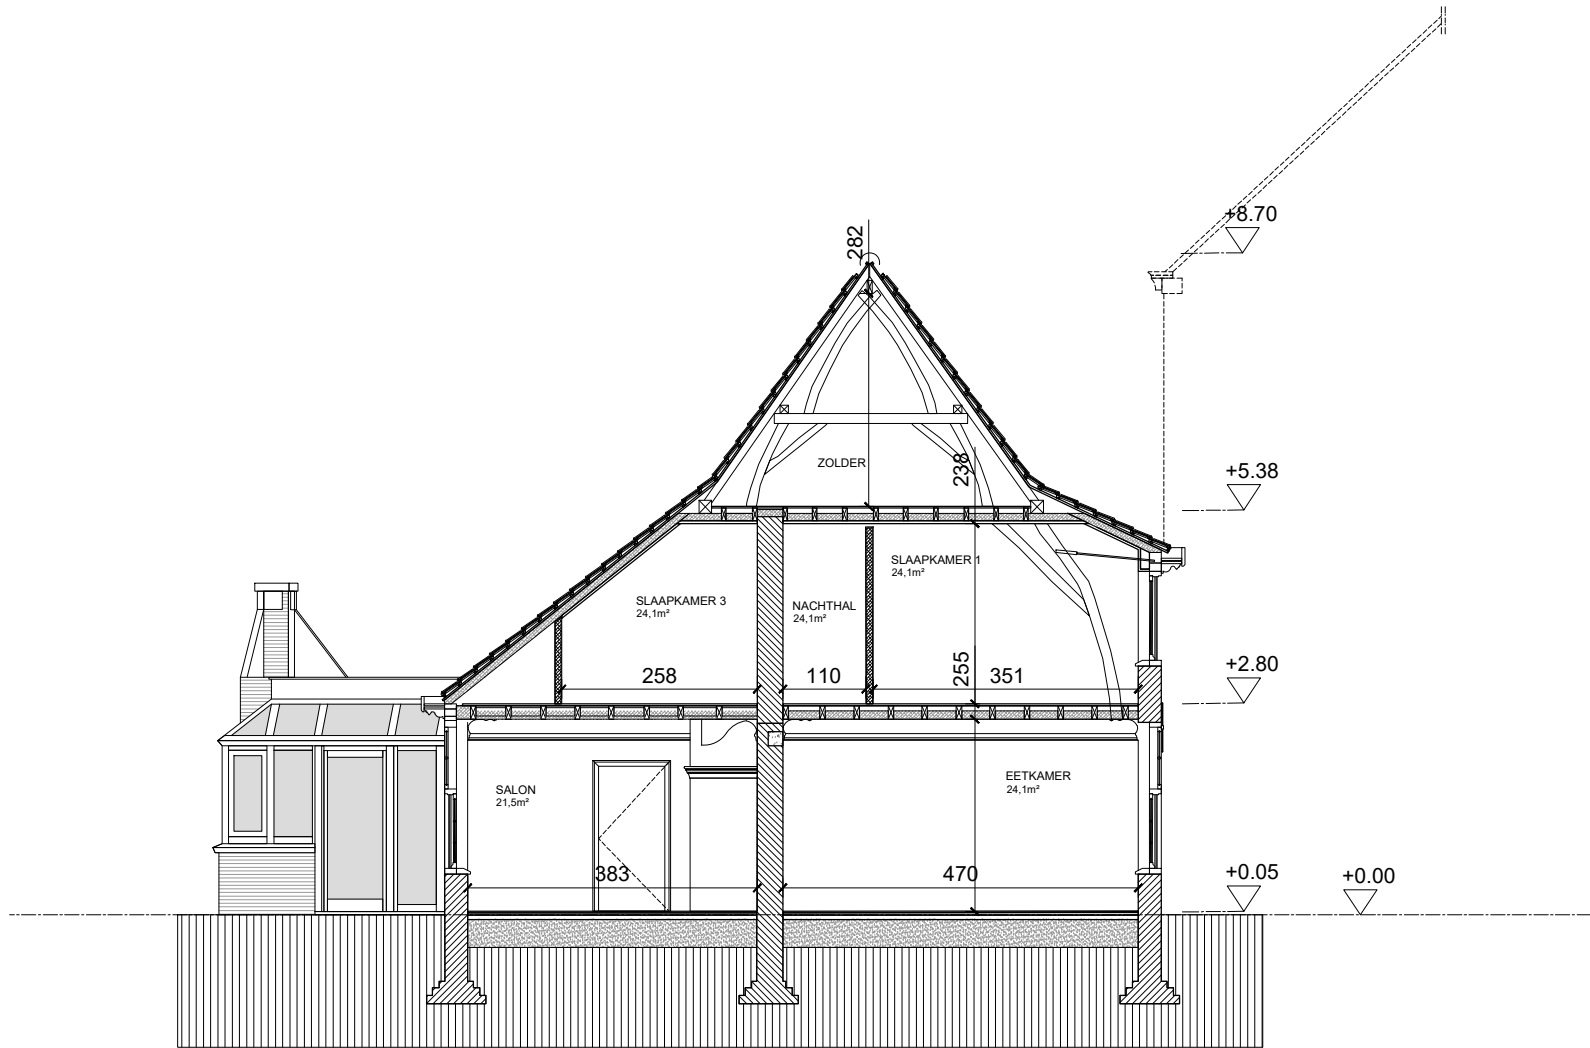 +8.70
282
+5.38
ZOLDER
238
SLAAPKAMER 1
24,1m²
SLAAPKAMER 3
24,1m²
NACHTHAL
24,1m²
+2.80
258
110
255
351
EETKAMER
24,1m²
SALON
21,5m²
383
470
+0.05
+0.00